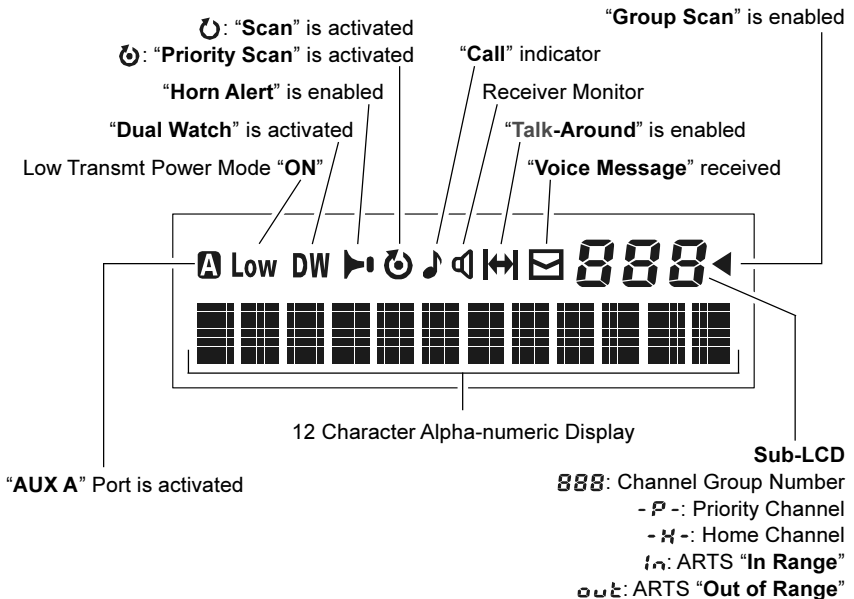 "Group Scan" is enabled
: "Scan" is activated
: "Priority Scan" is activated
"Call" indicator
"Horn Alert" is enabled
Receiver Monitor
"Dual Watch" is activated
"Talk-Around" is enabled
Low Transmt Power Mode "ON"
"Voice Message" received
A Low DW 888
12 Character Alpha-numeric Display
Sub-LCD
"AUX A" Port is activated
888: Channel Group Number
-P-: Priority Channel
-H-: Home Channel
In: ARTS "In Range"
out: ARTS "Out of Range"